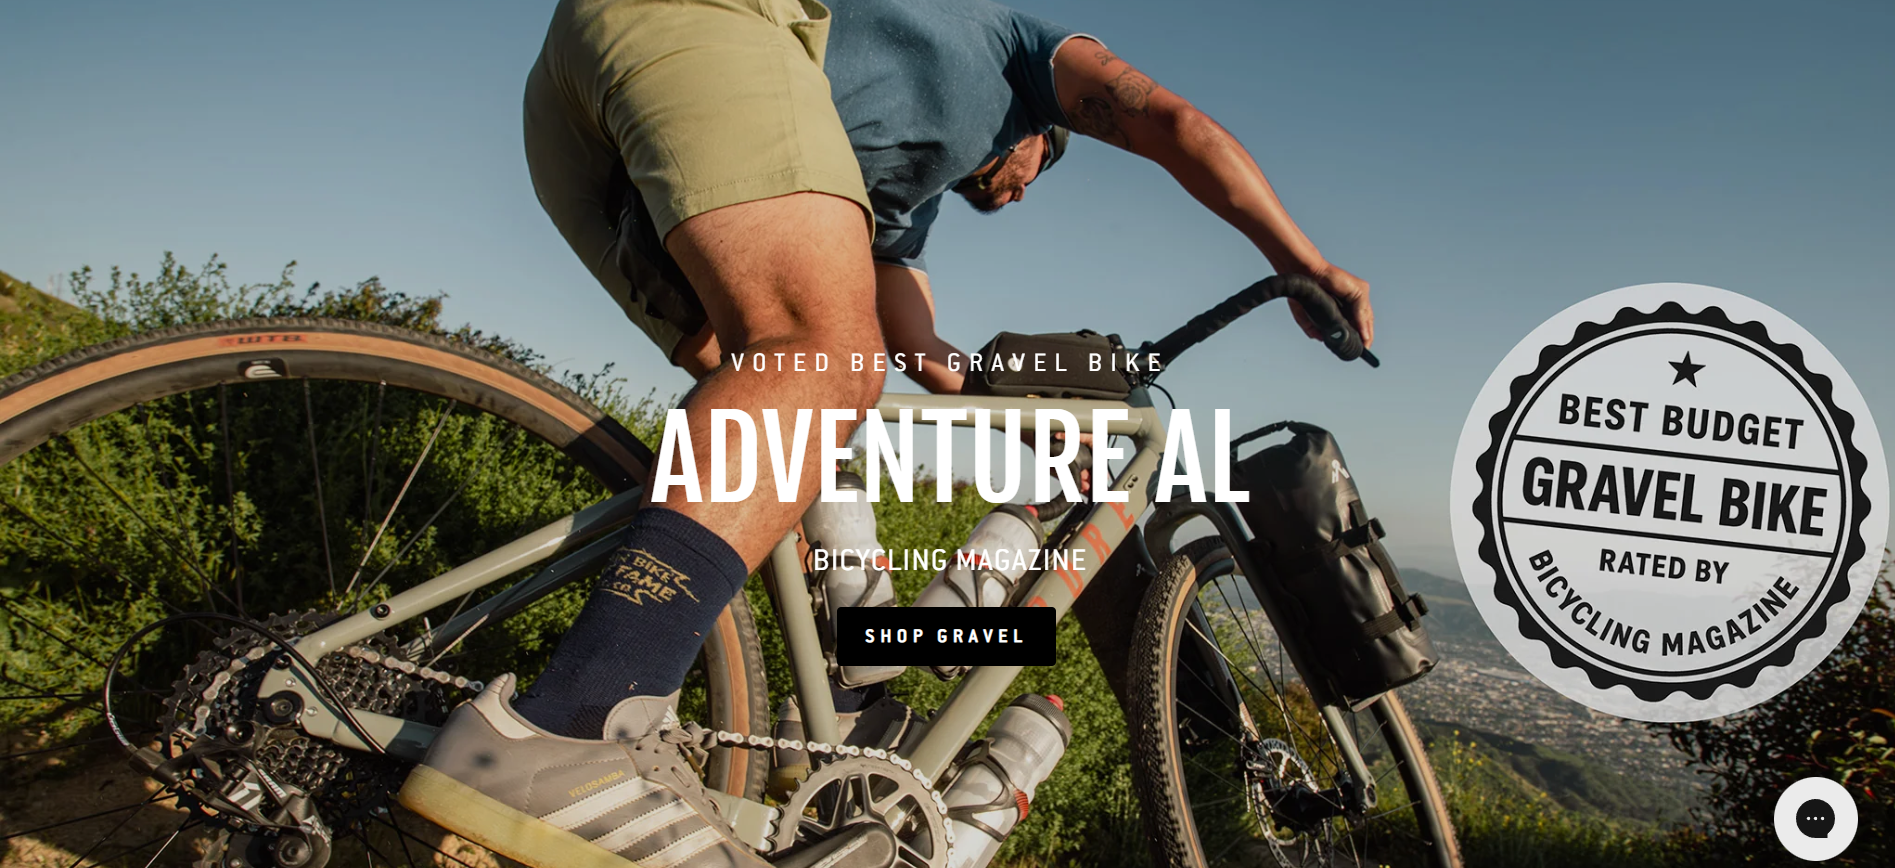 WTB
VOTED BEST GRAVEL BIKE
ADVENTURE AL
BICYCLING MAGAZINE
SHOP GRAVEL
BEST BUDGET
GRAVEL BIKE
RATED BY
BICYCLING MAGAZINE
BIKE
FAME
CO
VELOSAMBA